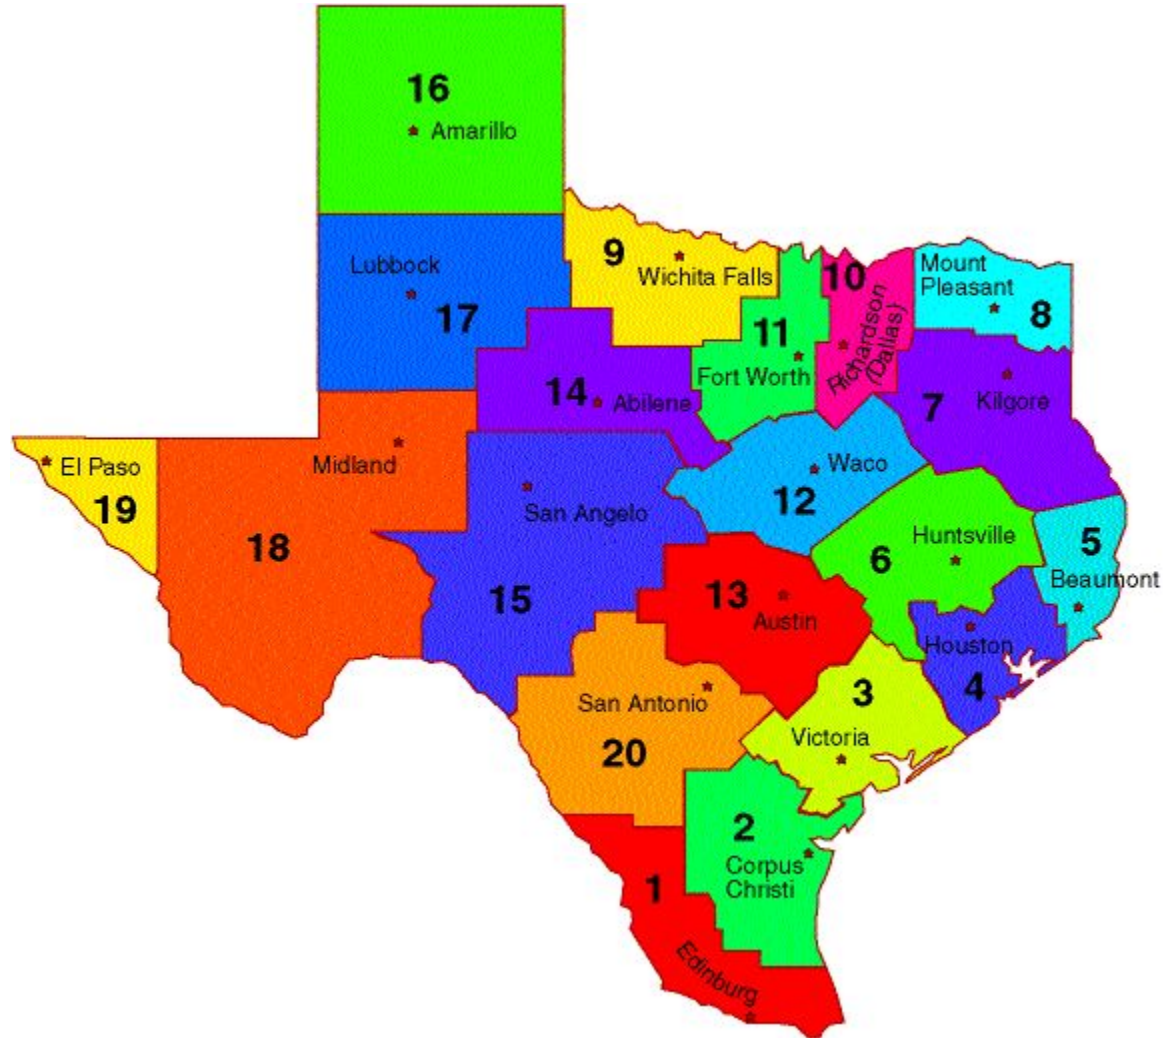 16
Amarillo
Lubbock
17
9
Wichita Falls
10
Richardson
(Dallas)
Mount
Pleasant
8
11
Fort Worth
14
Abilene
7
Kilgore
Midland
El Paso
19
18
San Angelo
15
Waco
12
Huntsville
6
5
Beaumont
13
Austin
Houston
4
San Antonio
20
3
Victoria
2
Corpus
Christi
1
Edinburg